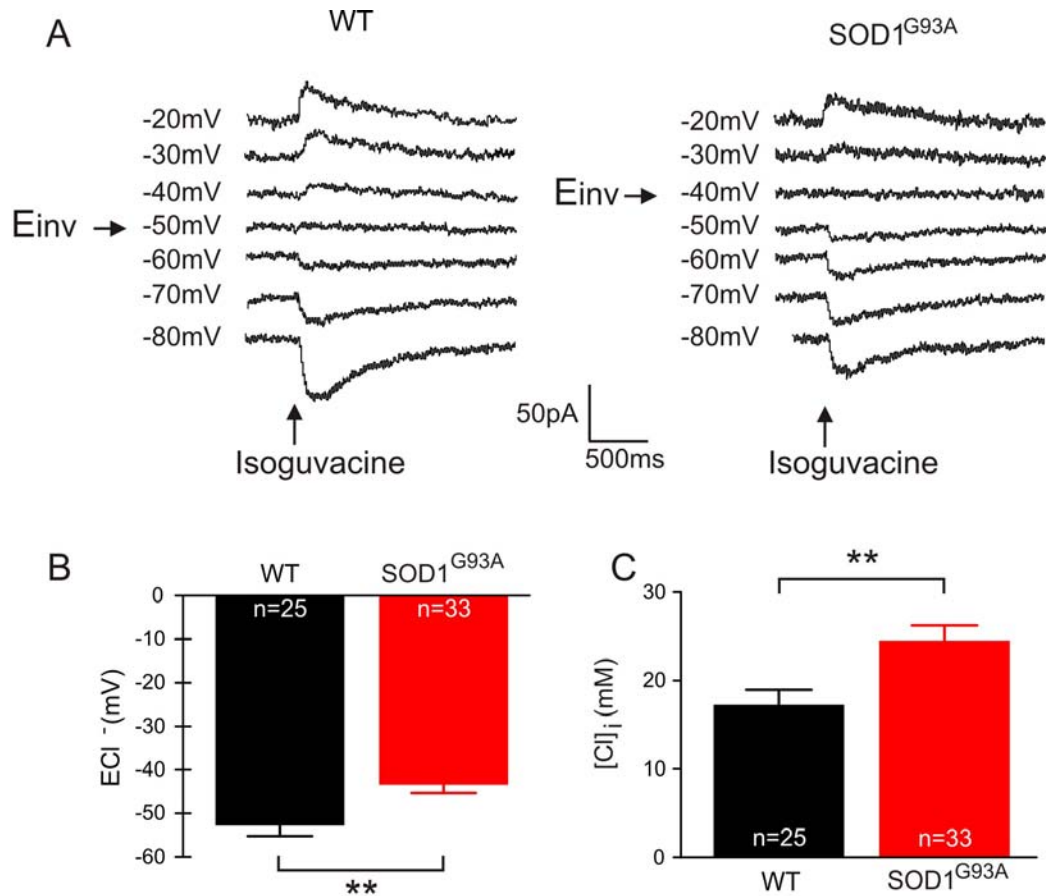 A
WT
SOD1G93A
-20mV
-30mV
-40mV
Einv
-50mV
-60mV
-70mV
-80mV
Isoguvacine
50pA
500ms
-20mV
-30mV
Einv
-40mV
-50mV
-60mV
-70mV
-80mV
Isoguvacine
B
WT
SOD1G93A
n=25
n=33
0
-10
-20
-30
-40
-50
-60
ECl - (mV)
**
C
**
30
20
10
0
[Cl]i (mM)
n=25
n=33
WT
SOD1G93A